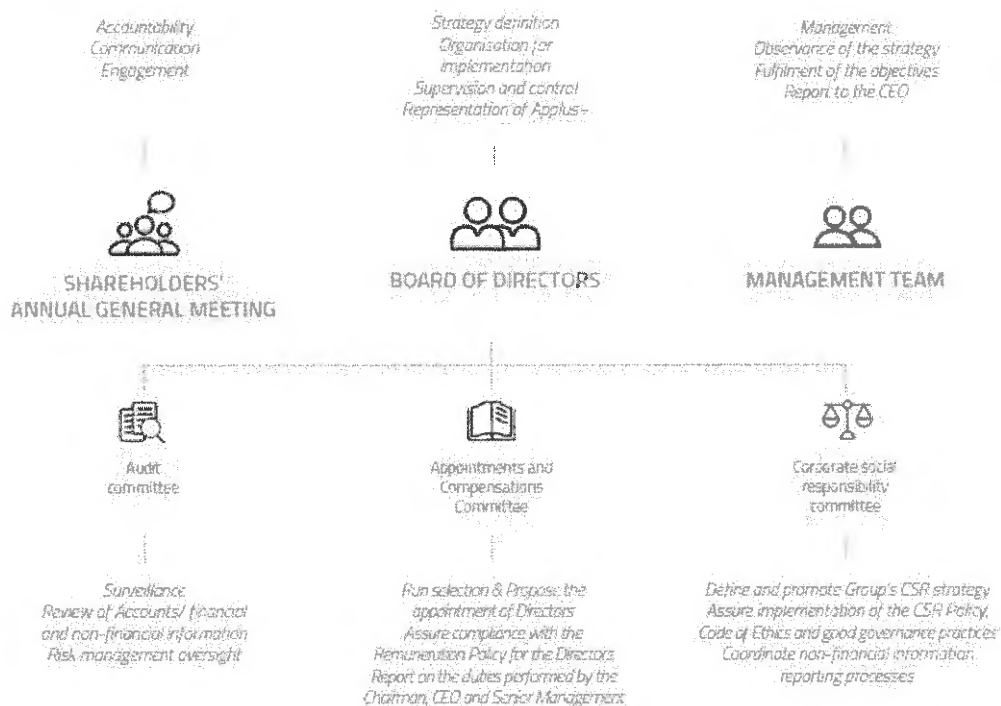 Accountability
Communication
Engagement
Strategy definition
Organisation for
implementation
Supervision and control
Representation of Applus+
Management
Observance of the strategy
Fulfilment of the objectives
Report to the CEO
SHAREHOLDERS'
ANNUAL GENERAL MEETING
BOARD OF DIRECTORS
MANAGEMENT TEAM
Audit
committee
Appointments and
Compensations
Committee
Corporate social
responsibility
committee
Surveillance
Review of Accounts/ financial
and non-financial information
Risk management oversight
Run selection & Propose the
appointment of Directors
Assure compliance with the
Remuneration Policy for the Directors
Report on the duties performed by the
Chairman, CEO and Senior Management
Define and promote Group's CSR strategy
Assure implementation of the CSR Policy,
Code of Ethics and good governance practices
Coordinate non-financial information
reporting processes